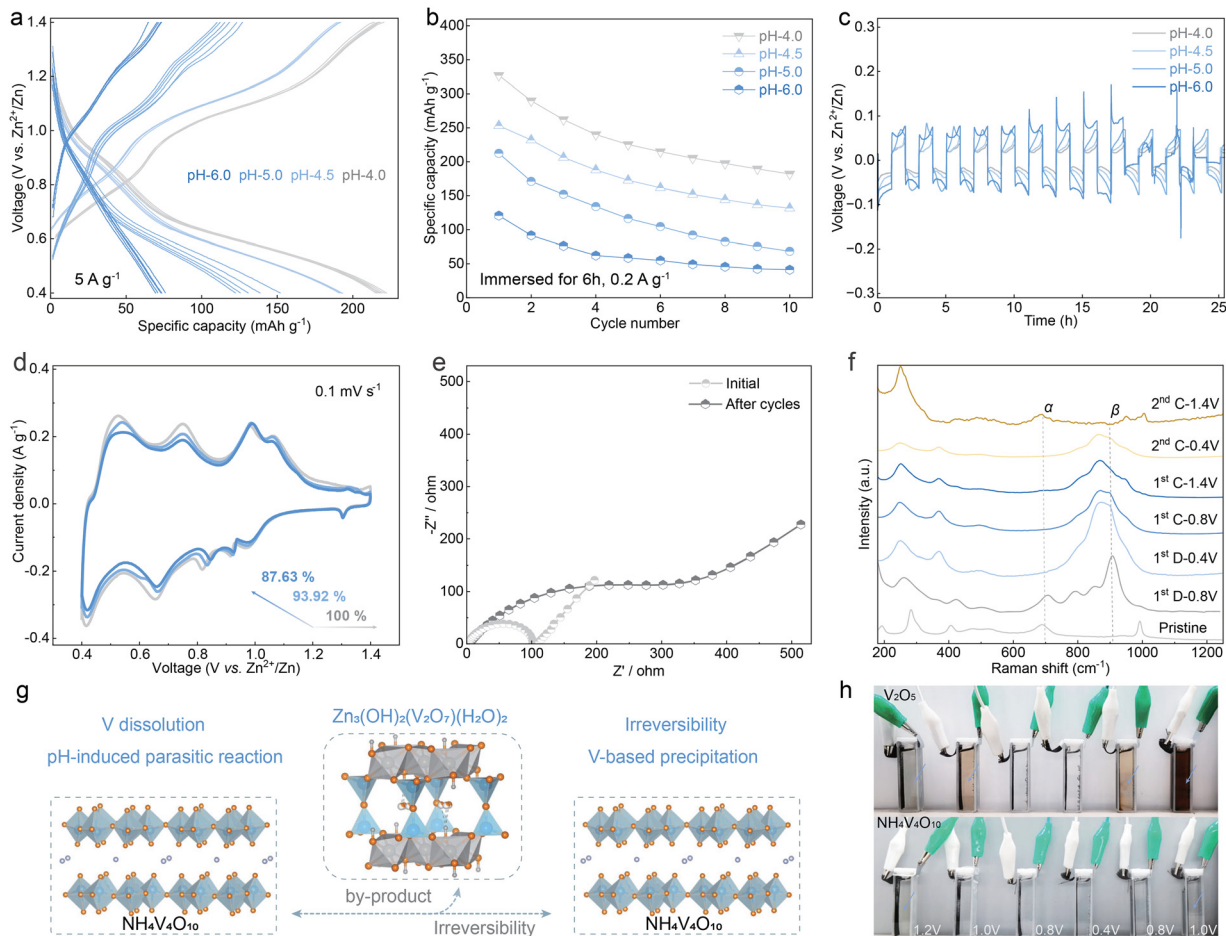 a
1.4
1.2
1.0
0.8
0.6
0.4
Voltage (V vs. Zn²⁺/Zn)
pH-6.0 pH-5.0 pH-4.5 pH-4.0
5 A g⁻¹
0 50 100 150 200
Specific capacity (mAh g⁻¹)
b
400
350
300
250
200
150
100
50
0
Specific capacity (mAh g⁻¹)
pH-4.0
pH-4.5
pH-5.0
pH-6.0
Immersed for 6h, 0.2 A g⁻¹
0 2 4 6 8 10
Cycle number
c
0.3
0.2
0.1
0.0
−0.1
−0.2
−0.3
Voltage (V vs. Zn²⁺/Zn)
pH-4.0
pH-4.5
pH-5.0
pH-6.0
0 5 10 15 20 25
Time (h)
d
0.4
0.2
0.0
-0.2
-0.4
Current density (A g⁻¹)
0.1 mV s⁻¹
87.63 %
93.92 %
100 %
0.4 0.6 0.8 1.0 1.2 1.4
Voltage (V vs. Zn²⁺/Zn)
e
500
400
300
200
100
0
-Z'' / ohm
Initial
After cycles
0 100 200 300 400 500
Z' / ohm
f
Intensity (a.u.)
α
β
2nd C-1.4V
2nd C-0.4V
1st C-1.4V
1st C-0.8V
1st D-0.4V
1st D-0.8V
Pristine
200 400 600 800 1000 1200
Raman shift (cm⁻¹)
g
V dissolution
pH-induced parasitic reaction
Zn₃(OH)₂(V₂O₇)(H₂O)₂
Irreversibility
V-based precipitation
by-product
Irreversibility
NH₄V₄O₁₀
NH₄V₄O₁₀
h
V₂O₅
NH₄V₄O₁₀
1.2V 1.0V 0.8V 0.4V 0.8V 1.0V